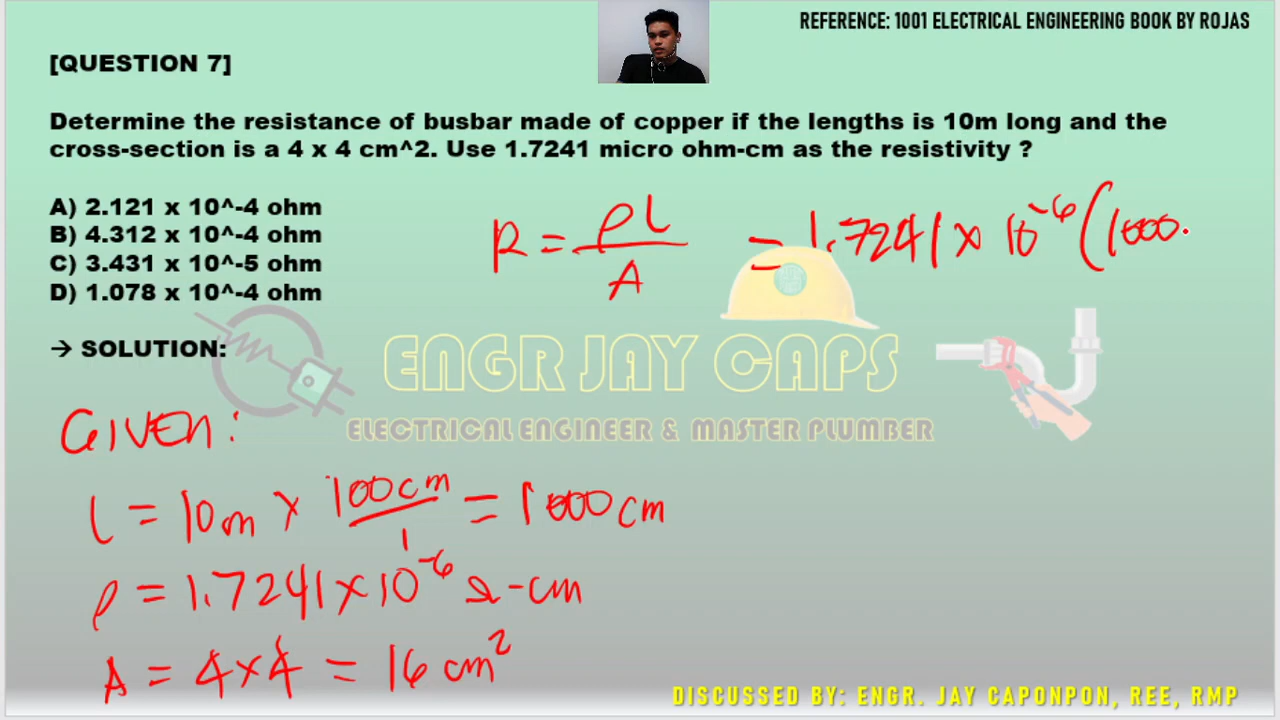 REFERENCE: 1001 ELECTRICAL ENGINEERING BOOK BY ROJAS
[QUESTION 7]
Determine the resistance of busbar made of copper if the lengths is 10m long and the
cross-section is a 4 x 4 cm^2. Use 1.7241 micro ohm-cm as the resistivity ?
A) 2.121 x 10^-4 ohm
B) 4.312 x 10^-4 ohm
C) 3.431 x 10^-5 ohm
D) 1.078 x 10^-4 ohm
R = ρl / A = 1.7241 x 10^-6 (1000.
→ SOLUTION:
ENGR JAY CAPS
ELECTRICAL ENGINEER & MASTER PLUMBER
GIVEN:
l = 10m x 100cm / 1 = 1000cm
ρ = 1.7241 x 10^-6 Ω-cm
A = 4x4 = 16 cm^2
DISCUSSED BY: ENGR. JAY CAPONPON, REE, RMP